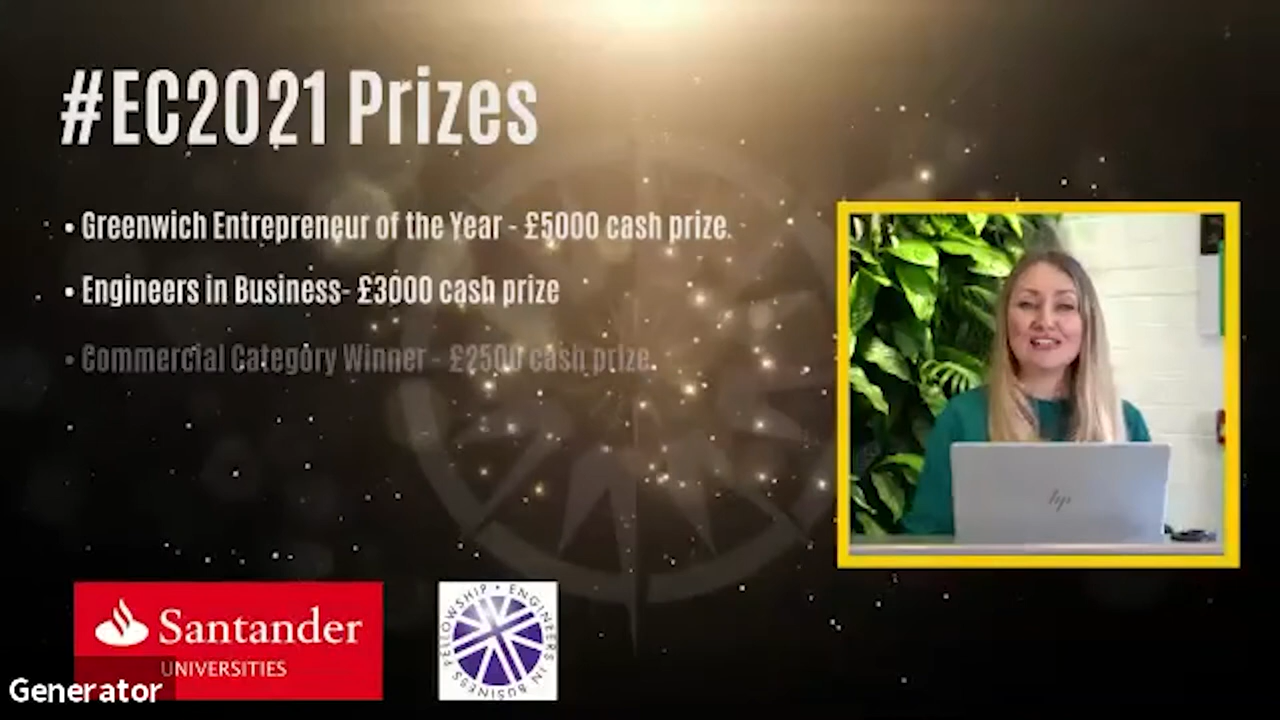 #EC2021 Prizes
• Greenwich Entrepreneur of the Year - £5000 cash prize.
• Engineers in Business- £3000 cash prize
• Commercial Category Winner - £2500 cash prize.
hp
Santander
UNIVERSITIES
FELLOWSHIP • ENGINEERS IN BUSINESS
Generator